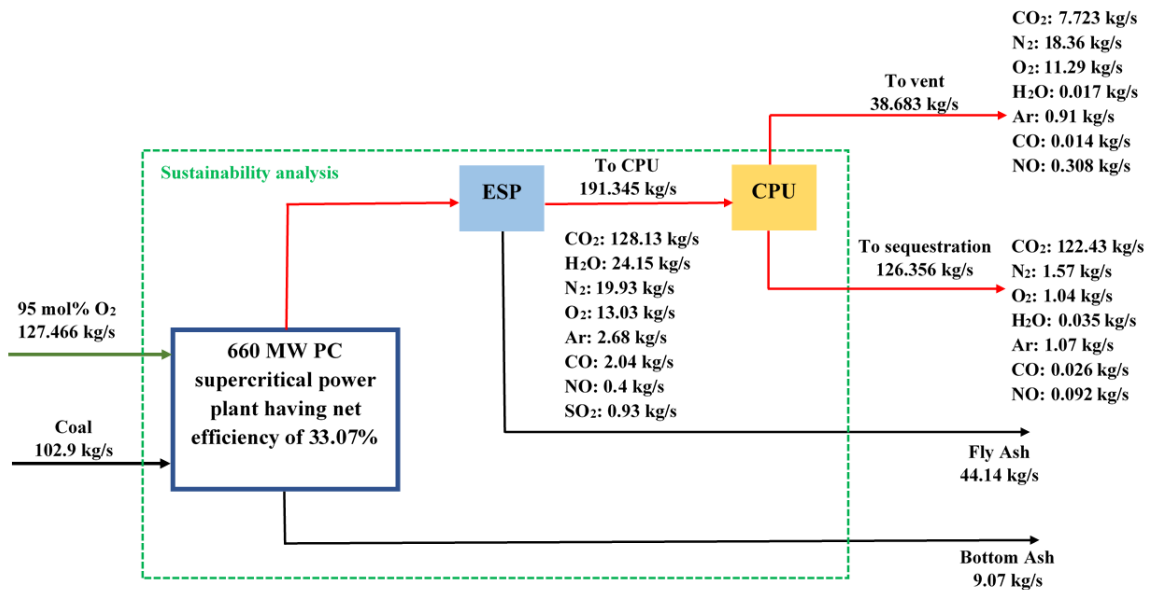 CO₂: 7.723 kg/s
N₂: 18.36 kg/s
O₂: 11.29 kg/s
H₂O: 0.017 kg/s
Ar: 0.91 kg/s
CO: 0.014 kg/s
NO: 0.308 kg/s
To vent
38.683 kg/s
Sustainability analysis
ESP
To CPU
191.345 kg/s
CPU
CO₂: 128.13 kg/s
H₂O: 24.15 kg/s
N₂: 19.93 kg/s
O₂: 13.03 kg/s
Ar: 2.68 kg/s
CO: 2.04 kg/s
NO: 0.4 kg/s
SO₂: 0.93 kg/s
To sequestration
126.356 kg/s
CO₂: 122.43 kg/s
N₂: 1.57 kg/s
O₂: 1.04 kg/s
H₂O: 0.035 kg/s
Ar: 1.07 kg/s
CO: 0.026 kg/s
NO: 0.092 kg/s
95 mol% O₂
127.466 kg/s
660 MW PC
supercritical power
plant having net
efficiency of 33.07%
Coal
102.9 kg/s
Fly Ash
44.14 kg/s
Bottom Ash
9.07 kg/s